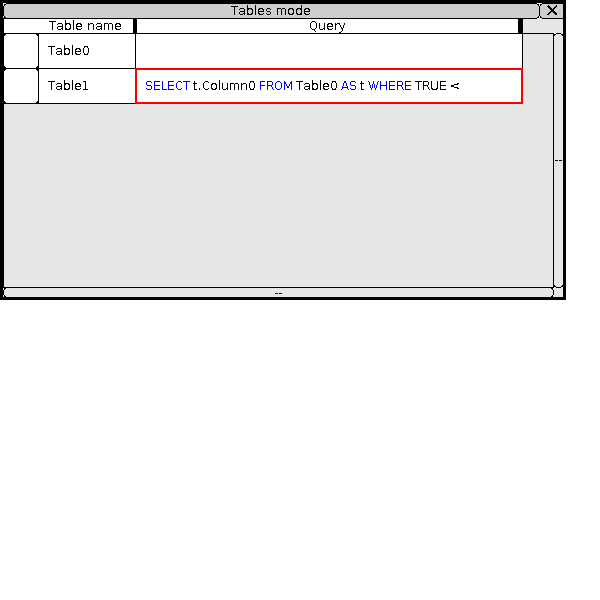 Tables mode
Table name Query
Table0
Table1 SELECT t.Column0 FROM Table0 AS t WHERE TRUE <
--
--